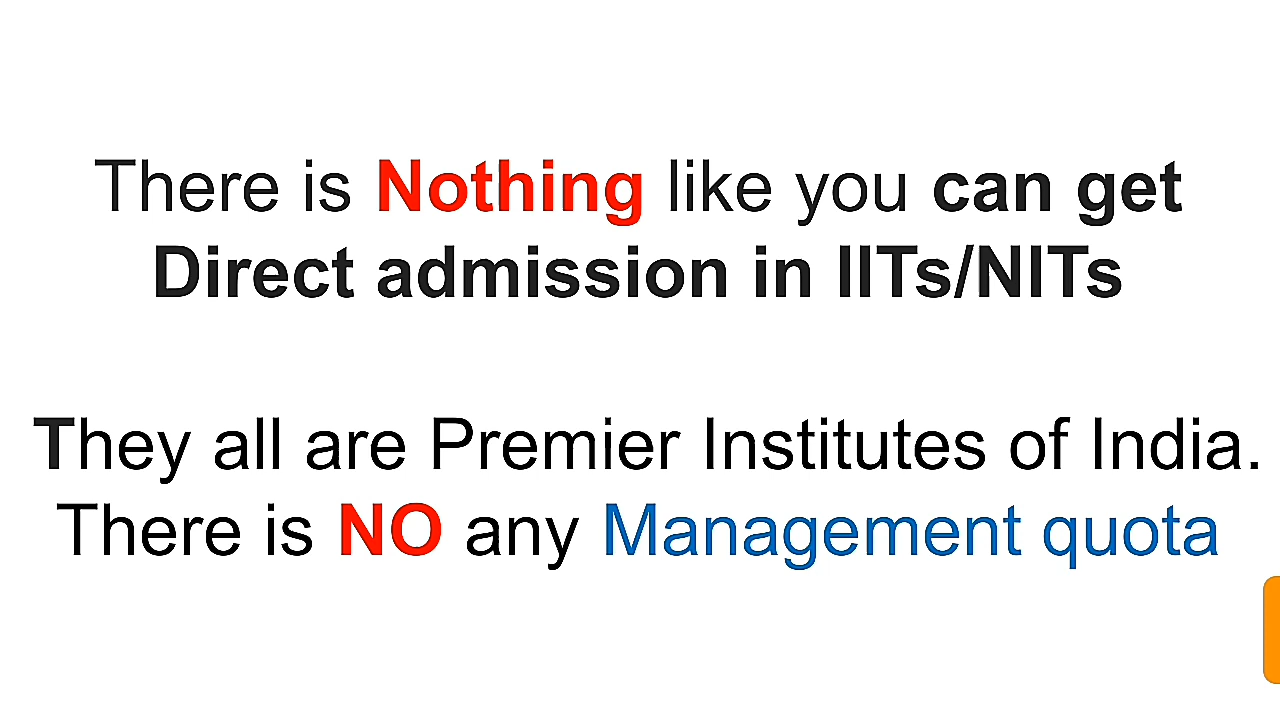 There is Nothing like you can get
Direct admission in IITs/NITs
They all are Premier Institutes of India.
There is NO any Management quota